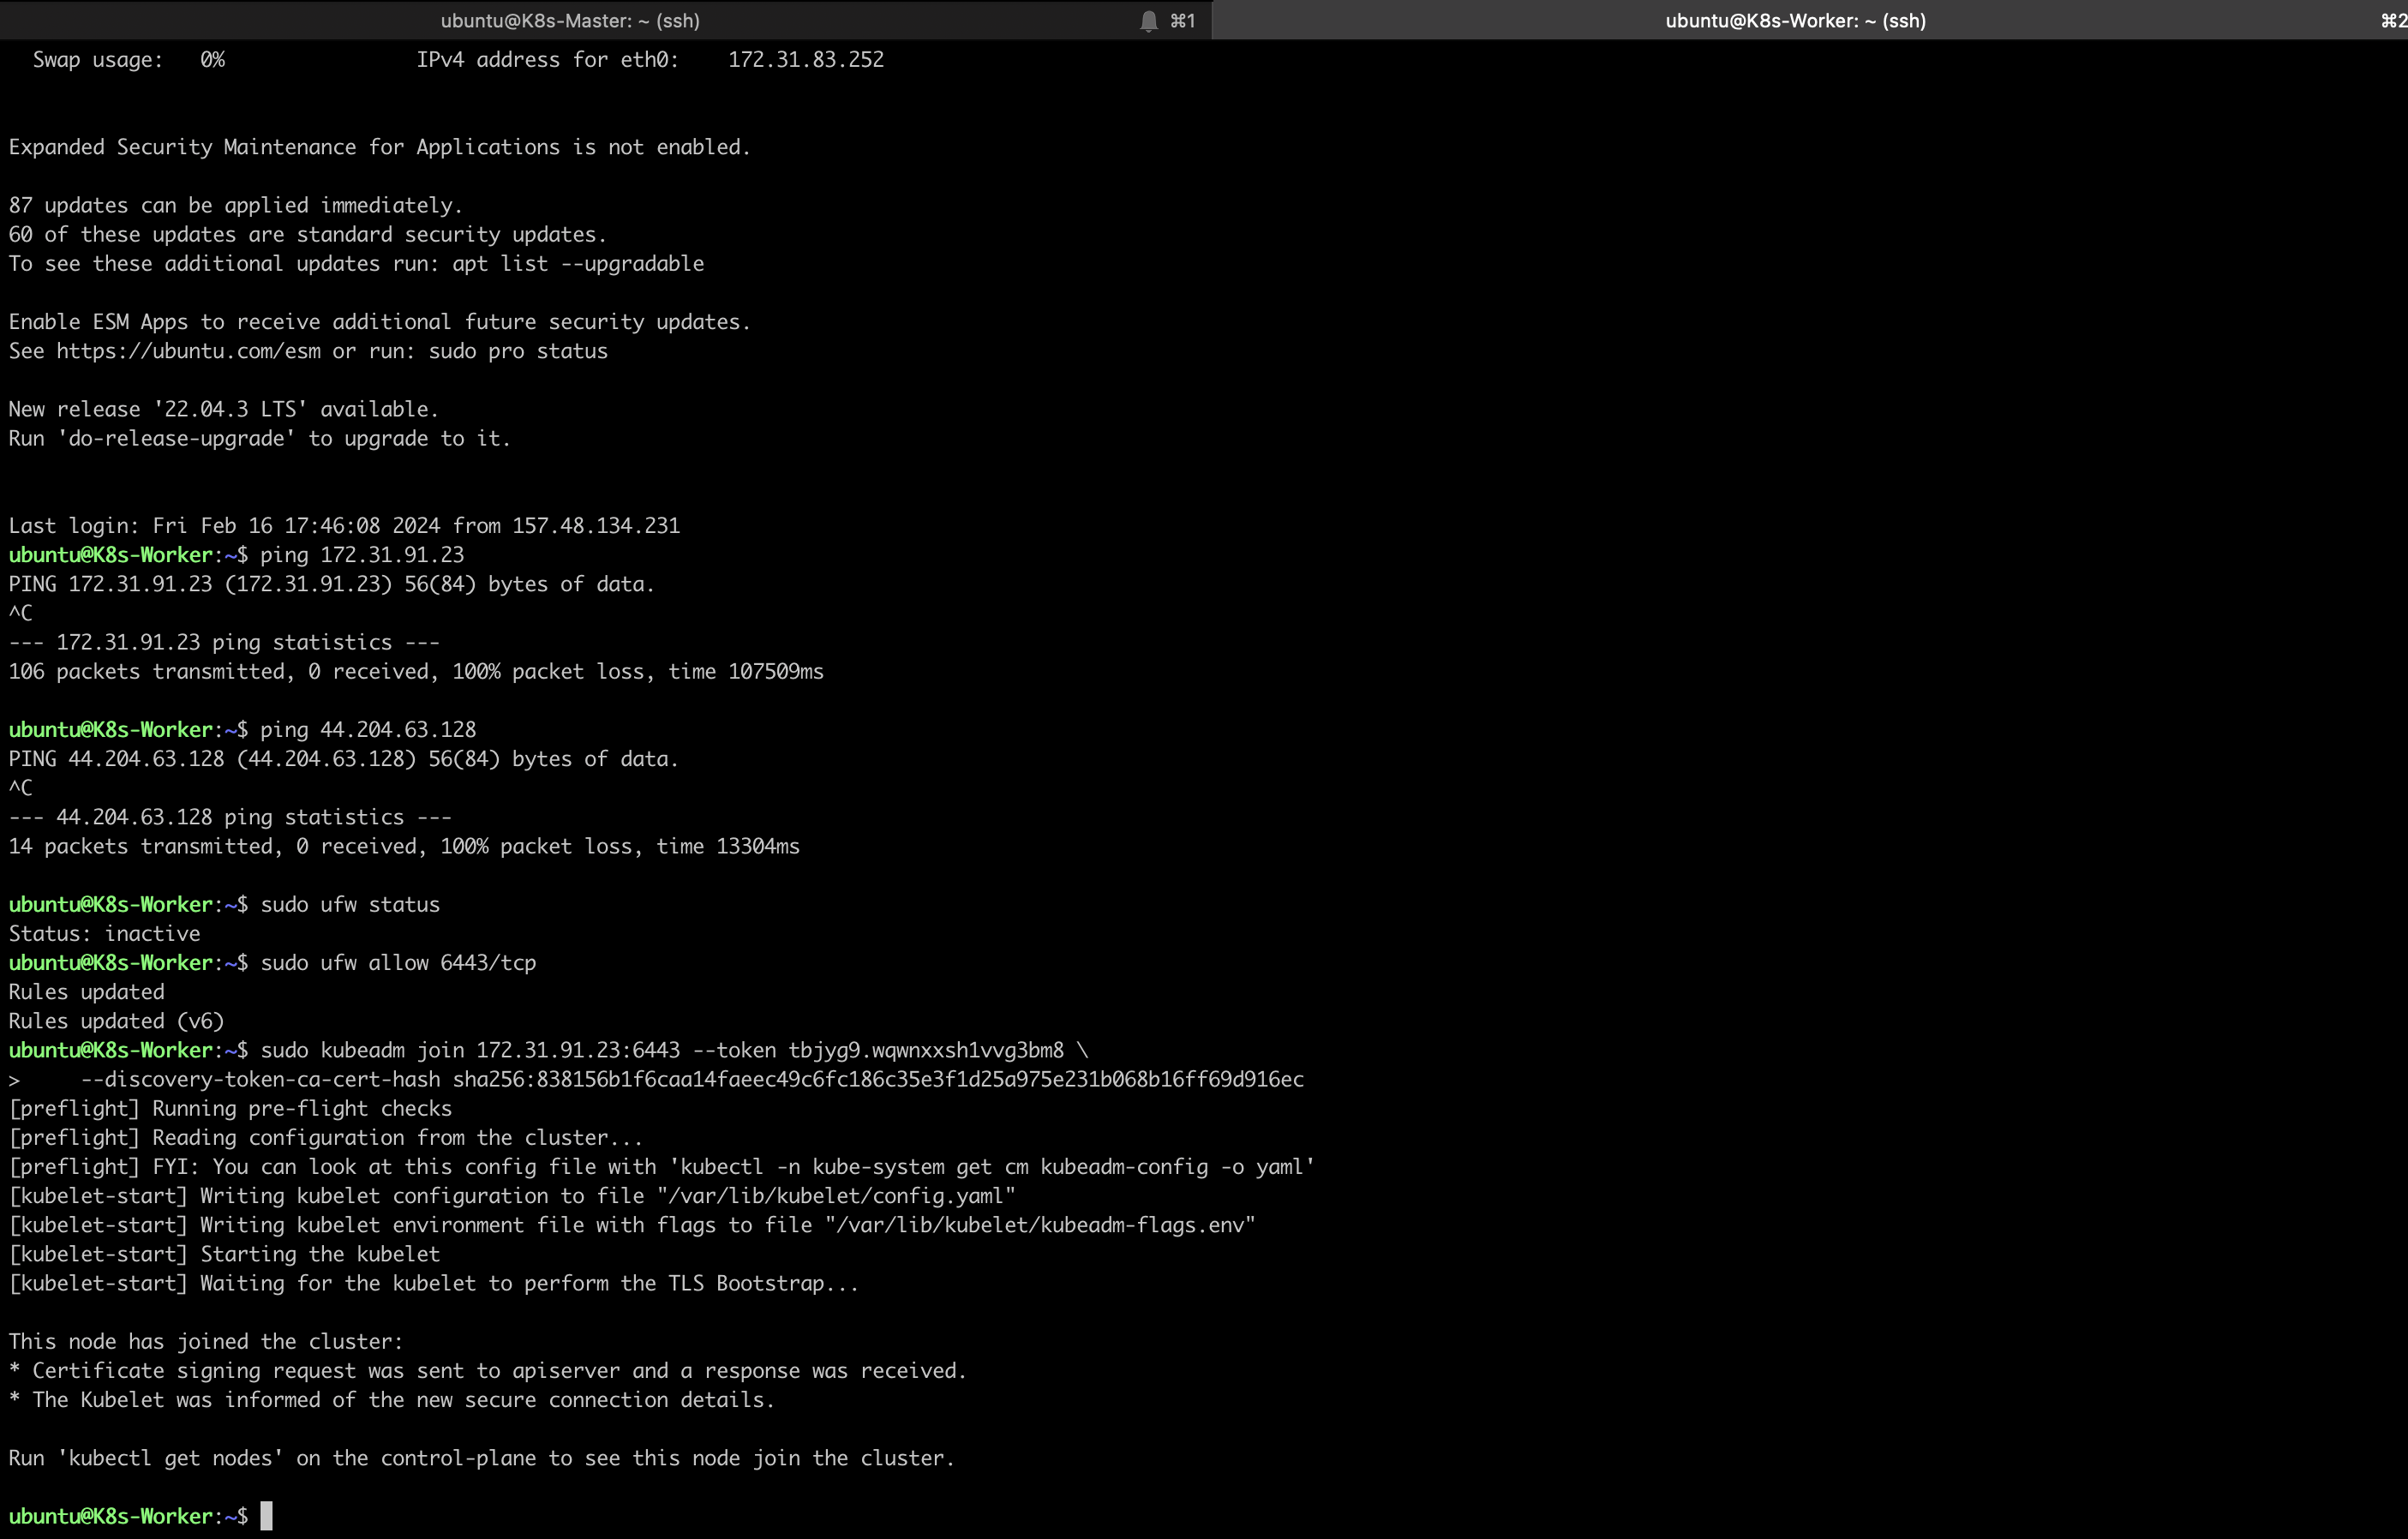 ubuntu@K8s-Master: ~ (ssh) ⌘1 ubuntu@K8s-Worker: ~ (ssh) ⌘2
Swap usage: 0% IPv4 address for eth0: 172.31.83.252
Expanded Security Maintenance for Applications is not enabled.
87 updates can be applied immediately.
60 of these updates are standard security updates.
To see these additional updates run: apt list --upgradable
Enable ESM Apps to receive additional future security updates.
See https://ubuntu.com/esm or run: sudo pro status
New release '22.04.3 LTS' available.
Run 'do-release-upgrade' to upgrade to it.
Last login: Fri Feb 16 17:46:08 2024 from 157.48.134.231
ubuntu@K8s-Worker:~$ ping 172.31.91.23
PING 172.31.91.23 (172.31.91.23) 56(84) bytes of data.
^C
--- 172.31.91.23 ping statistics ---
106 packets transmitted, 0 received, 100% packet loss, time 107509ms
ubuntu@K8s-Worker:~$ ping 44.204.63.128
PING 44.204.63.128 (44.204.63.128) 56(84) bytes of data.
^C
--- 44.204.63.128 ping statistics ---
14 packets transmitted, 0 received, 100% packet loss, time 13304ms
ubuntu@K8s-Worker:~$ sudo ufw status
Status: inactive
ubuntu@K8s-Worker:~$ sudo ufw allow 6443/tcp
Rules updated
Rules updated (v6)
ubuntu@K8s-Worker:~$ sudo kubeadm join 172.31.91.23:6443 --token tbjyg9.wqwnxxsh1vvg3bm8 \
> --discovery-token-ca-cert-hash sha256:838156b1f6caa14faeec49c6fc186c35e3f1d25a975e231b068b16ff69d916ec
[preflight] Running pre-flight checks
[preflight] Reading configuration from the cluster...
[preflight] FYI: You can look at this config file with 'kubectl -n kube-system get cm kubeadm-config -o yaml'
[kubelet-start] Writing kubelet configuration to file "/var/lib/kubelet/config.yaml"
[kubelet-start] Writing kubelet environment file with flags to file "/var/lib/kubelet/kubeadm-flags.env"
[kubelet-start] Starting the kubelet
[kubelet-start] Waiting for the kubelet to perform the TLS Bootstrap...
This node has joined the cluster:
* Certificate signing request was sent to apiserver and a response was received.
* The Kubelet was informed of the new secure connection details.
Run 'kubectl get nodes' on the control-plane to see this node join the cluster.
ubuntu@K8s-Worker:~$